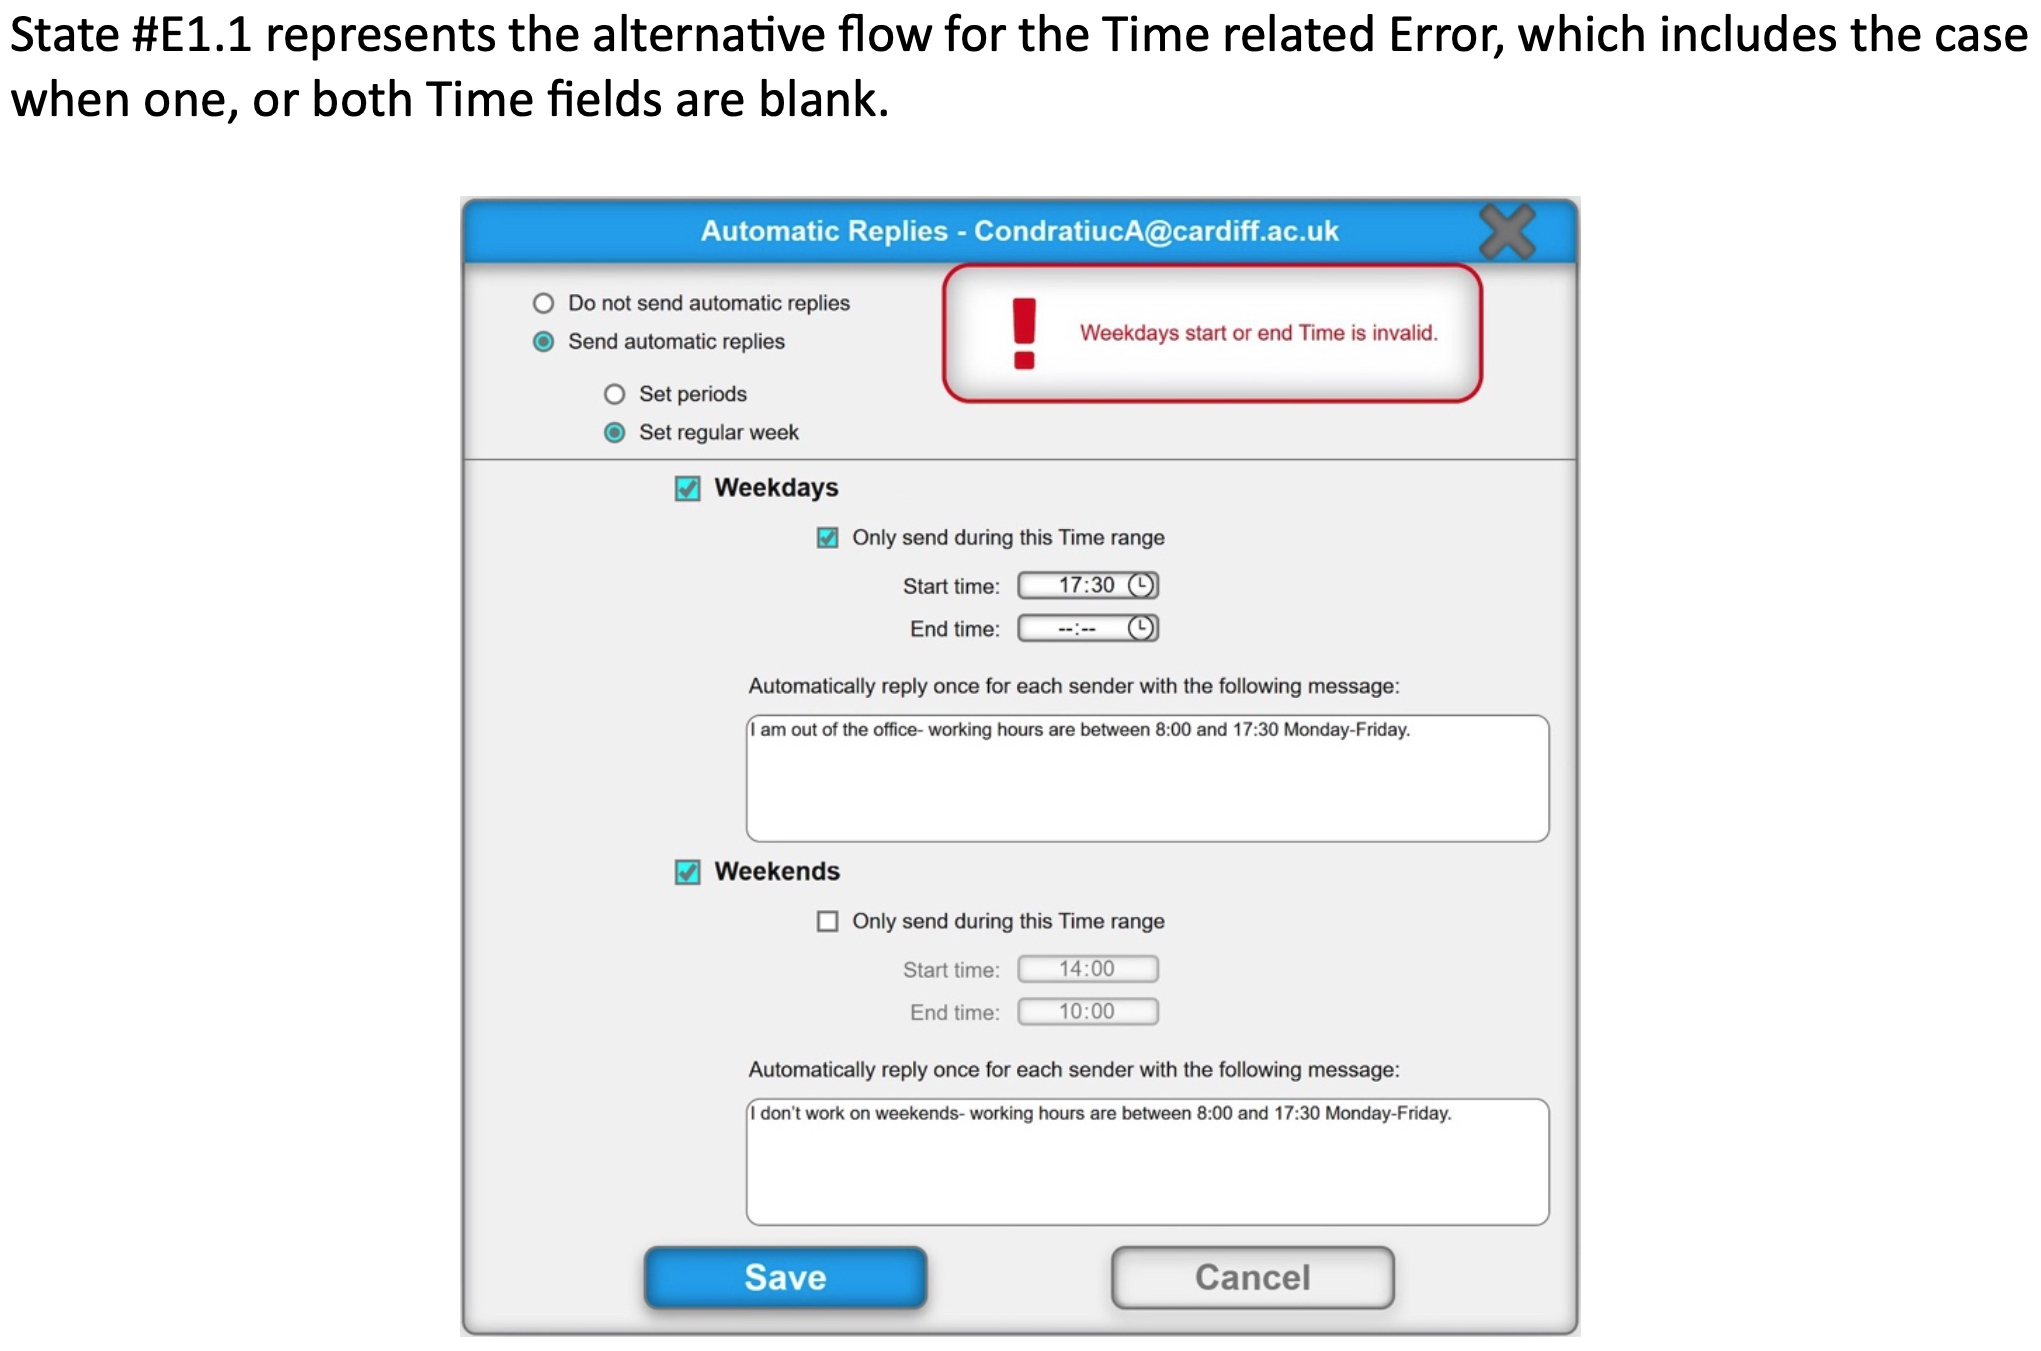 State #E1.1 represents the alternative flow for the Time related Error, which includes the case
when one, or both Time fields are blank.
Automatic Replies - CondratiucA@cardiff.ac.uk
Do not send automatic replies
Send automatic replies
! Weekdays start or end Time is invalid.
Set periods
Set regular week
Weekdays
Only send during this Time range
Start time: 17:30
End time: --:--
Automatically reply once for each sender with the following message:
I am out of the office- working hours are between 8:00 and 17:30 Monday-Friday.
Weekends
Only send during this Time range
Start time: 14:00
End time: 10:00
Automatically reply once for each sender with the following message:
I don't work on weekends- working hours are between 8:00 and 17:30 Monday-Friday.
Save Cancel